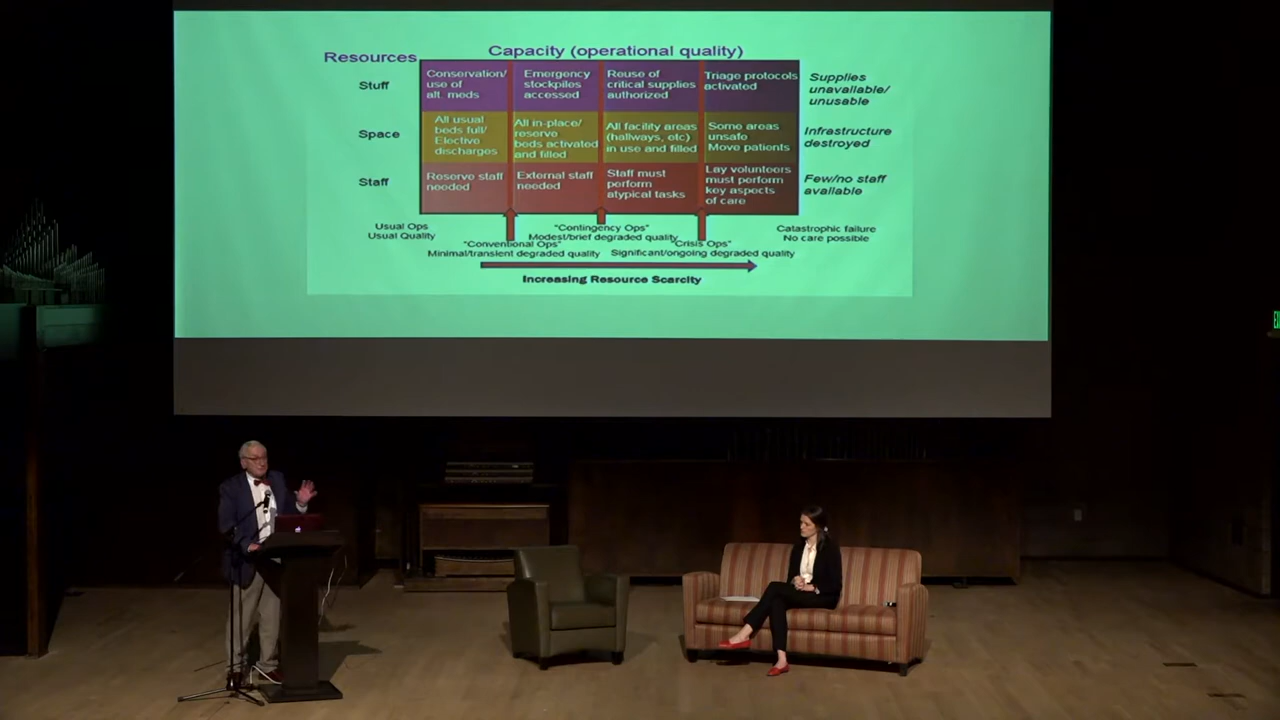 Capacity (operational quality)
Resources
Stuff
Conservation/
use of
alt. meds
Emergency
stockpiles
accessed
Reuse of
critical supplies
authorized
Triage protocols
activated
Supplies
unavailable/
unusable
Space
All usual
beds full/
Elective
discharges
All in-place/
reserve
beds activated
and filled
All facility areas
(hallways, etc)
in use and filled
Some areas
unsafe
Move patients
Infrastructure
destroyed
Staff
Reserve staff
needed
External staff
needed
Staff must
perform
atypical tasks
Lay volunteers
must perform
key aspects
of care
Few/no staff
available
Usual Ops
Usual Quality
"Conventional Ops"
Minimal/transient degraded quality
"Contingency Ops"
Modest/brief degraded quality
"Crisis Ops"
Significant/ongoing degraded quality
Catastrophic failure
No care possible
Increasing Resource Scarcity